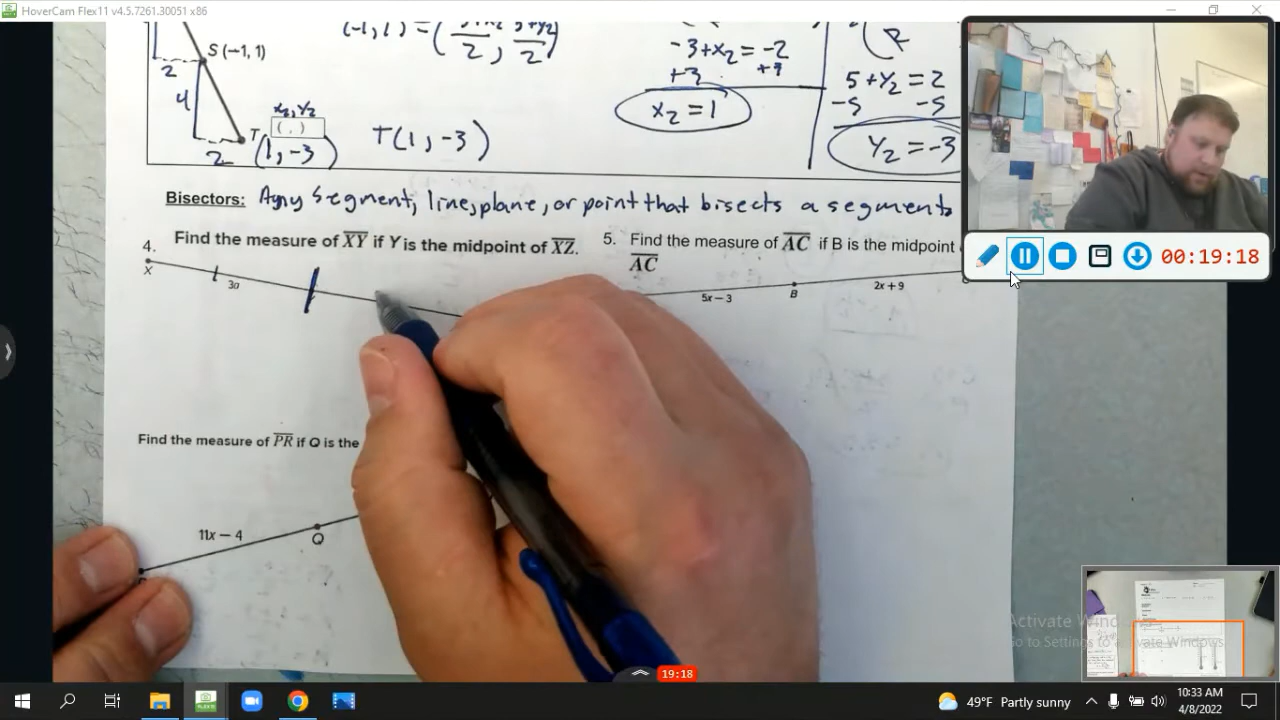 HoverCam Flex11 v4.5.7261.30051 x86
S (−1, 1)
2
4
x₂, y₂
( , )
T
(1, -3)
2
2 , 2
T(1, -3)
-3+x₂ = -2
+3 +3
x₂ = 1
5+y₂ = 2
-5 -5
y₂ = -3
Bisectors: Any segment, line, plane, or point that bisects a segment
4. Find the measure of XY if Y is the midpoint of XZ.
X
3a
5. Find the measure of AC if B is the midpoint
AC
5x − 3
B
2x + 9
Find the measure of PR if Q is the
11x − 4
Q
00:19:18
Activate Windows
Go to Settings to activate Windows.
19:18
49°F Partly sunny
10:33 AM
4/8/2022